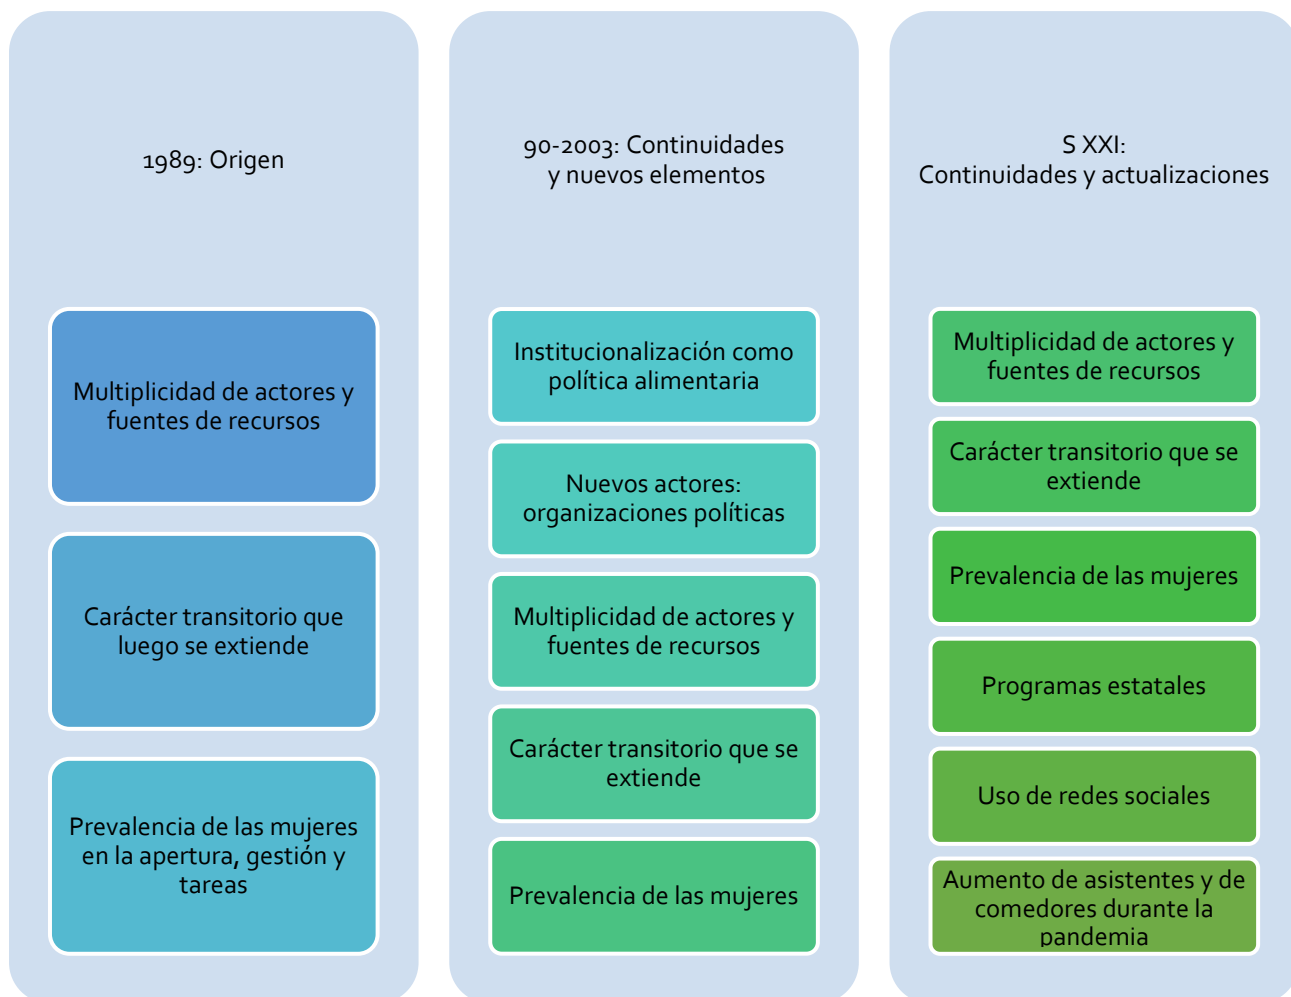 1989: Origen
Multiplicidad de actores y
fuentes de recursos
Carácter transitorio que
luego se extiende
Prevalencia de las mujeres
en la apertura, gestión y
tareas
90-2003: Continuidades
y nuevos elementos
Institucionalización como
política alimentaria
Nuevos actores:
organizaciones políticas
Multiplicidad de actores y
fuentes de recursos
Carácter transitorio que se
extiende
Prevalencia de las mujeres
S XXI:
Continuidades y actualizaciones
Multiplicidad de actores y
fuentes de recursos
Carácter transitorio que se
extiende
Prevalencia de las mujeres
Programas estatales
Uso de redes sociales
Aumento de asistentes y de
comedores durante la
pandemia